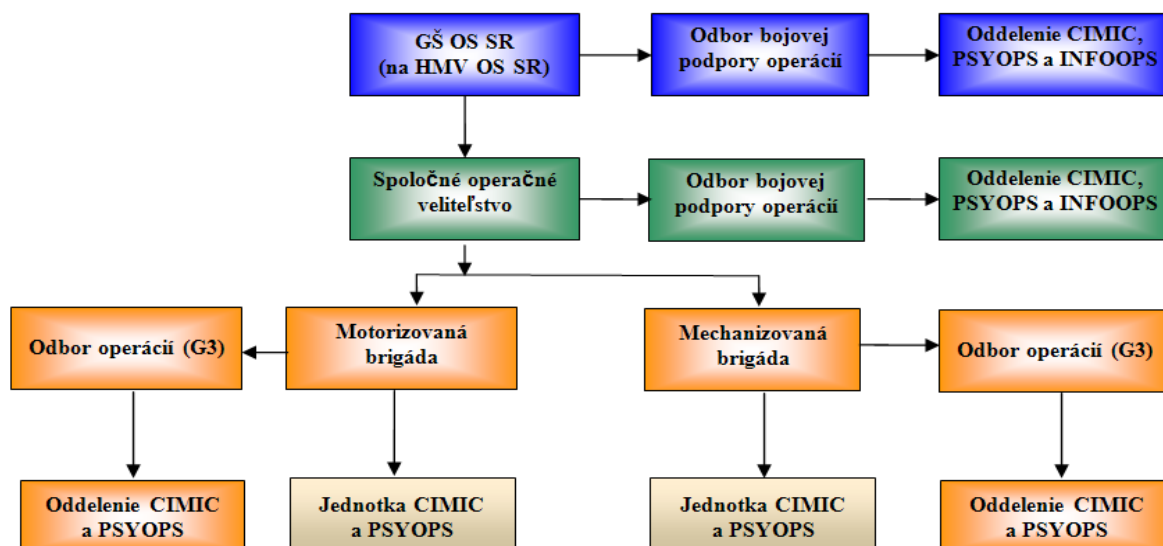 GŠ OS SR
(na HMV OS SR)
Odbor bojovej
podpory operácií
Oddelenie CIMIC,
PSYOPS a INFOOPS
Spoločné operačné
veliteľstvo
Odbor bojovej
podpory operácií
Oddelenie CIMIC,
PSYOPS a INFOOPS
Odbor operácií (G3)
Motorizovaná
brigáda
Mechanizovaná
brigáda
Odbor operácií (G3)
Oddelenie CIMIC
a PSYOPS
Jednotka CIMIC
a PSYOPS
Jednotka CIMIC
a PSYOPS
Oddelenie CIMIC
a PSYOPS